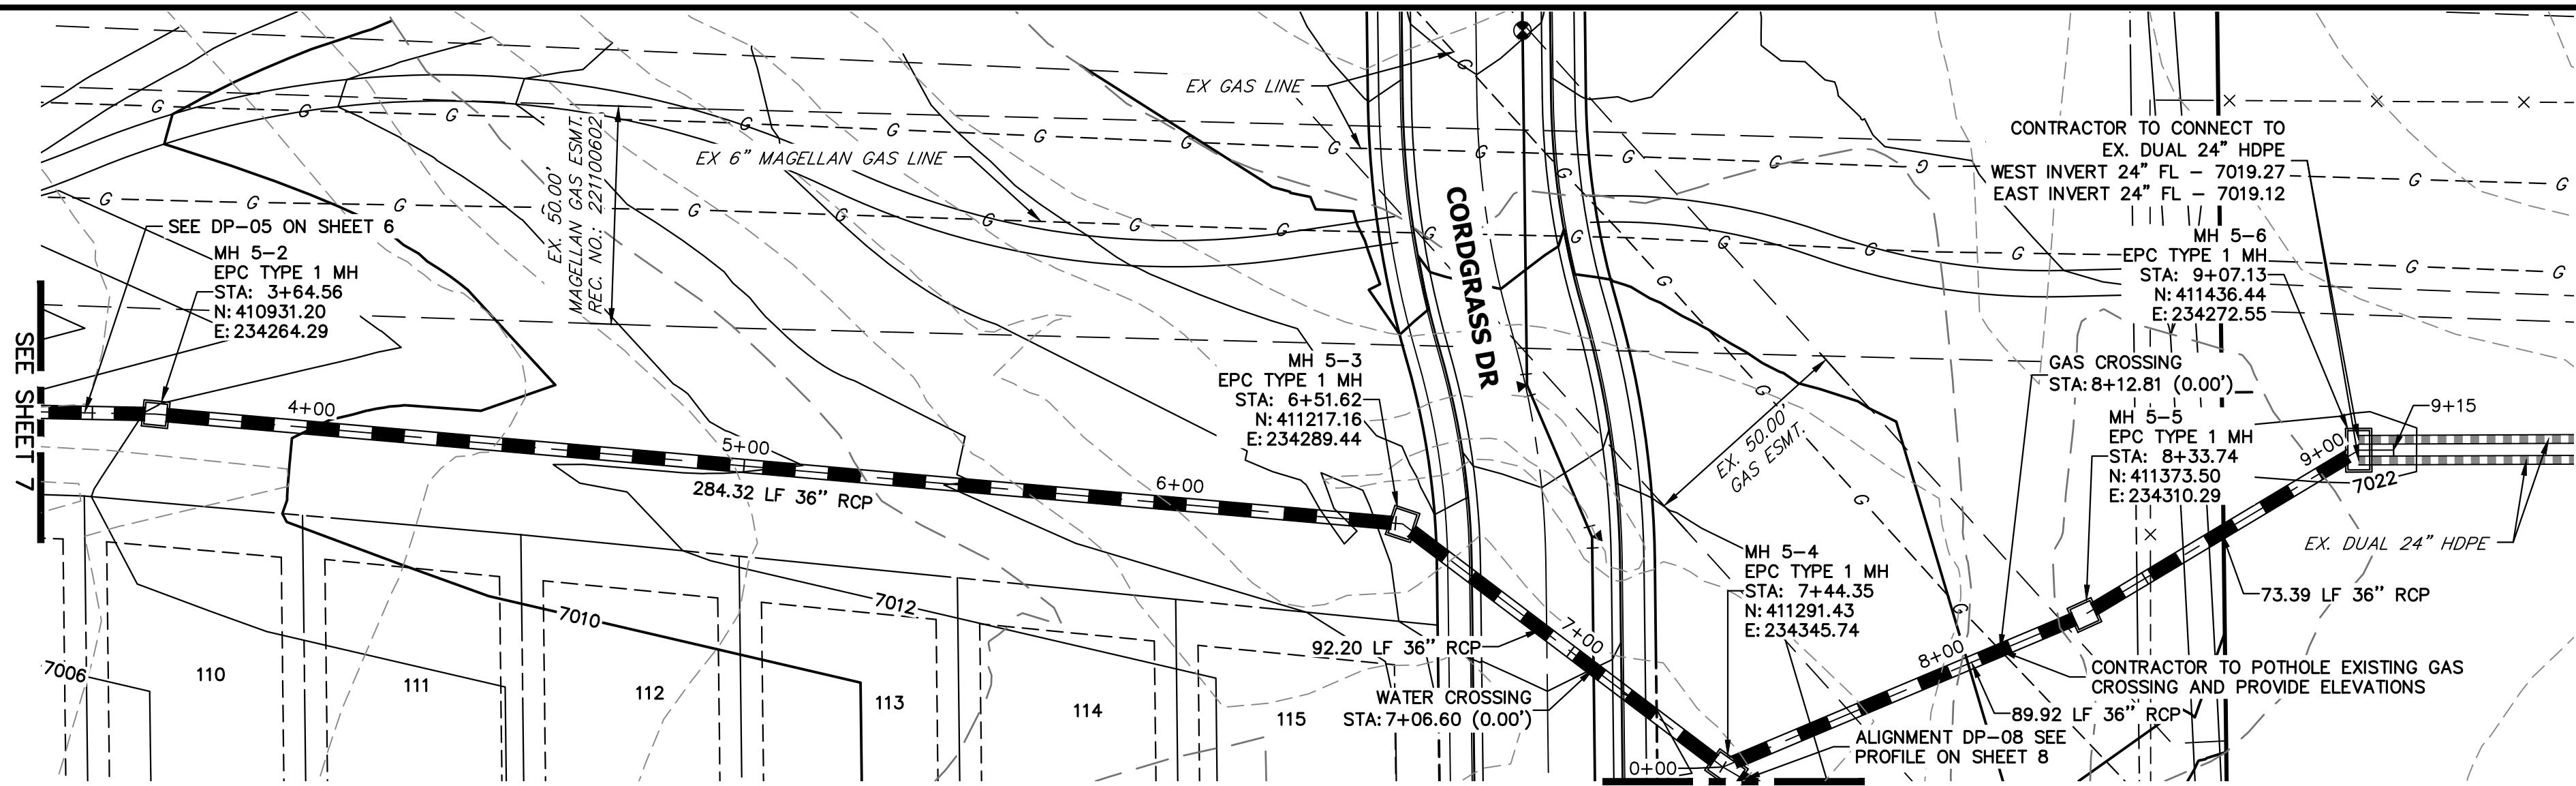 SEE SHEET 7
SEE DP-05 ON SHEET 6
MH 5-2
EPC TYPE 1 MH
STA: 3+64.56
N: 410931.20
E: 234264.29
EX. 50.00'
MAGELLAN GAS ESMT.
REC. NO.: 221100602
EX 6" MAGELLAN GAS LINE
EX GAS LINE
G G G G G G G G G G G G
G G G G G G G G G G G G G G G G
G G G G G G G G
CORDGRASS DR
CONTRACTOR TO CONNECT TO
EX. DUAL 24" HDPE
WEST INVERT 24" FL - 7019.27
EAST INVERT 24" FL - 7019.12
MH 5-6
EPC TYPE 1 MH
STA: 9+07.13
N: 411436.44
E: 234272.55
GAS CROSSING
STA: 8+12.81 (0.00')
MH 5-5
EPC TYPE 1 MH
STA: 8+33.74
N: 411373.50
E: 234310.29
MH 5-3
EPC TYPE 1 MH
STA: 6+51.62
N: 411217.16
E: 234289.44
EX. 50.00'
GAS ESMT.
4+00
5+00
6+00
7+00
8+00
9+00
9+15
7022
284.32 LF 36" RCP
EX. DUAL 24" HDPE
MH 5-4
EPC TYPE 1 MH
STA: 7+44.35
N: 411291.43
E: 234345.74
73.39 LF 36" RCP
92.20 LF 36" RCP
WATER CROSSING
STA: 7+06.60 (0.00')
CONTRACTOR TO POTHOLE EXISTING GAS
CROSSING AND PROVIDE ELEVATIONS
89.92 LF 36" RCP
ALIGNMENT DP-08 SEE
PROFILE ON SHEET 8
0+00
7006
7010
7012
110
111
112
113
114
115